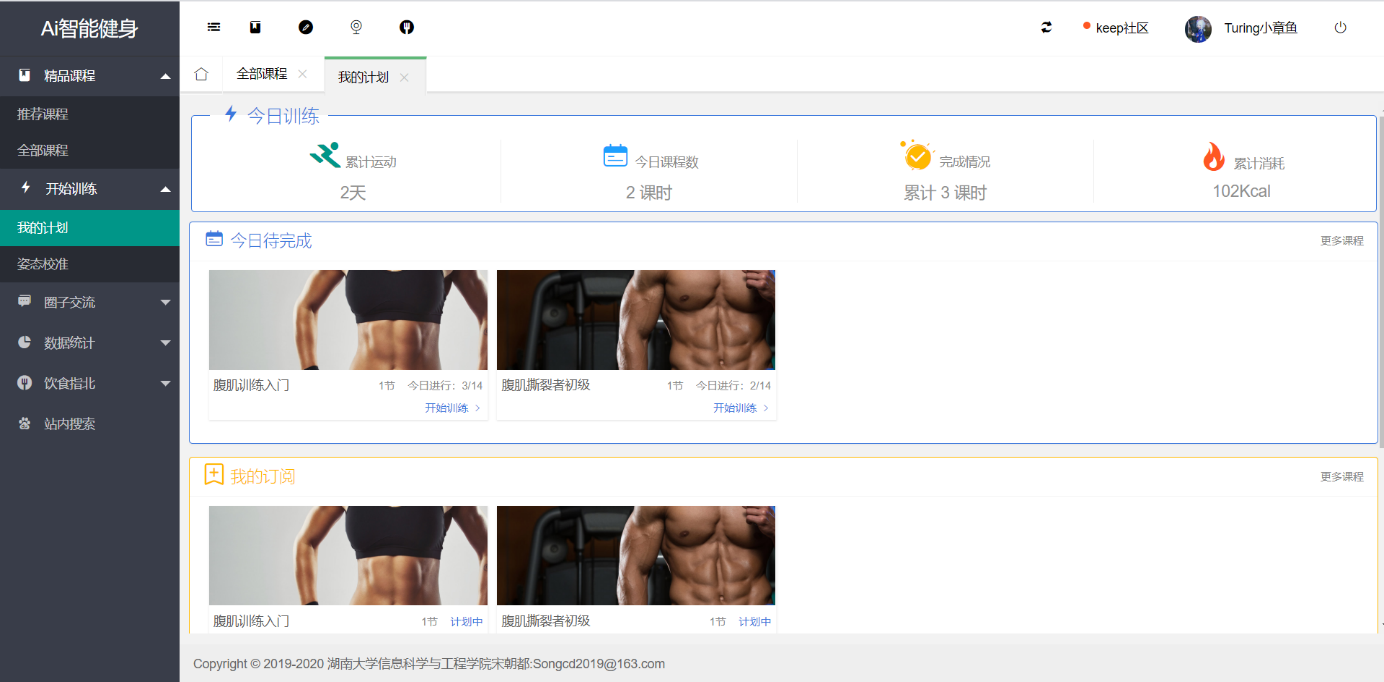 Ai智能健身
keep社区 Turing小章鱼
精品课程
推荐课程
全部课程
开始训练
我的计划
姿态校准
圈子交流
数据统计
饮食指北
站内搜索
全部课程 我的计划
今日训练
累计运动 今日课程数 完成情况 累计消耗
2天 2 课时 累计 3 课时 102Kcal
今日待完成 更多课程
腹肌训练入门 1节 今日进行：3/14 腹肌撕裂者初级 1节 今日进行：2/14
开始训练 开始训练
我的订阅 更多课程
腹肌训练入门 1节 计划中 腹肌撕裂者初级 1节 计划中
Copyright © 2019-2020 湖南大学信息科学与工程学院宋朝都:Songcd2019@163.com